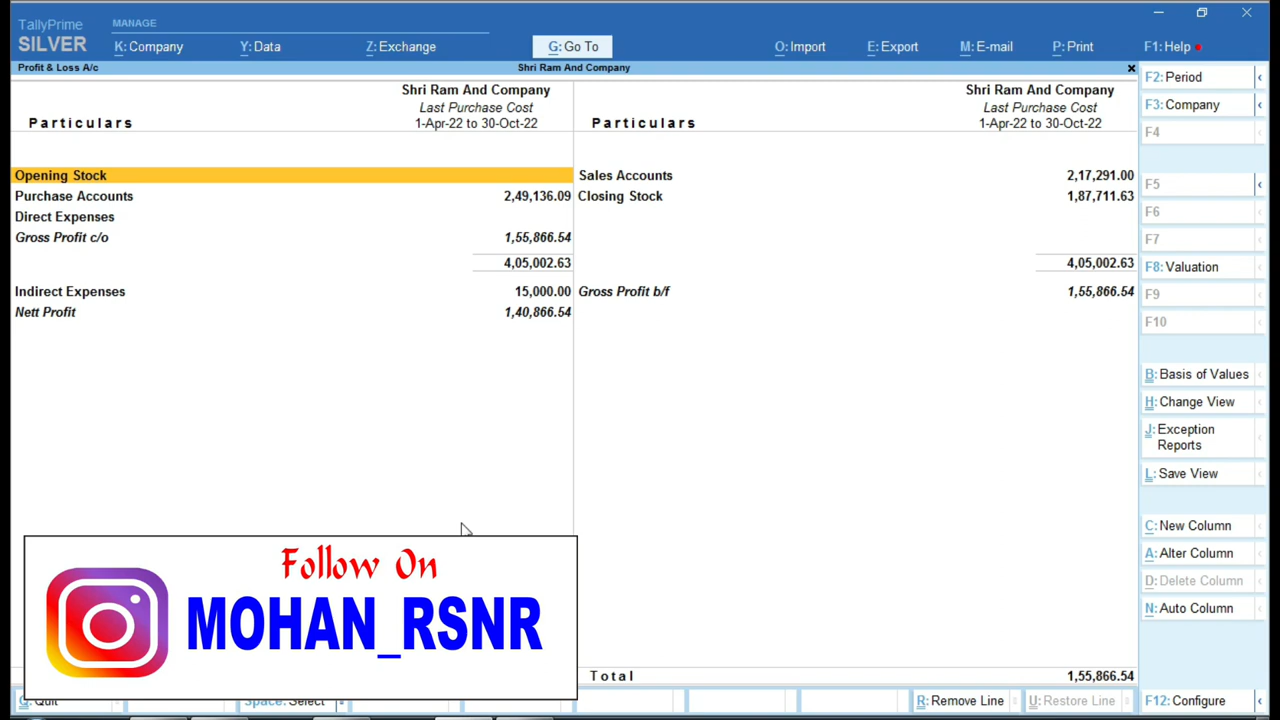 TallyPrime
SILVER
MANAGE
K: Company
Y: Data
Z: Exchange
G: Go To
O: Import
E: Export
M: E-mail
P: Print
F1: Help
Profit & Loss A/c
Shri Ram And Company
Particulars
Shri Ram And Company
Last Purchase Cost
1-Apr-22 to 30-Oct-22
Particulars
Shri Ram And Company
Last Purchase Cost
1-Apr-22 to 30-Oct-22
Opening Stock
Purchase Accounts 2,49,136.09
Direct Expenses
Gross Profit c/o 1,55,866.54
4,05,002.63
Indirect Expenses 15,000.00
Nett Profit 1,40,866.54
Sales Accounts 2,17,291.00
Closing Stock 1,87,711.63
4,05,002.63
Gross Profit b/f 1,55,866.54
Total 1,55,866.54
F2: Period
F3: Company
F4
F5
F6
F7
F8: Valuation
F9
F10
B: Basis of Values
H: Change View
J: Exception
Reports
L: Save View
C: New Column
A: Alter Column
D: Delete Column
N: Auto Column
Follow On
MOHAN_RSNR
Q: Quit
Space: Select
R: Remove Line
U: Restore Line
F12: Configure